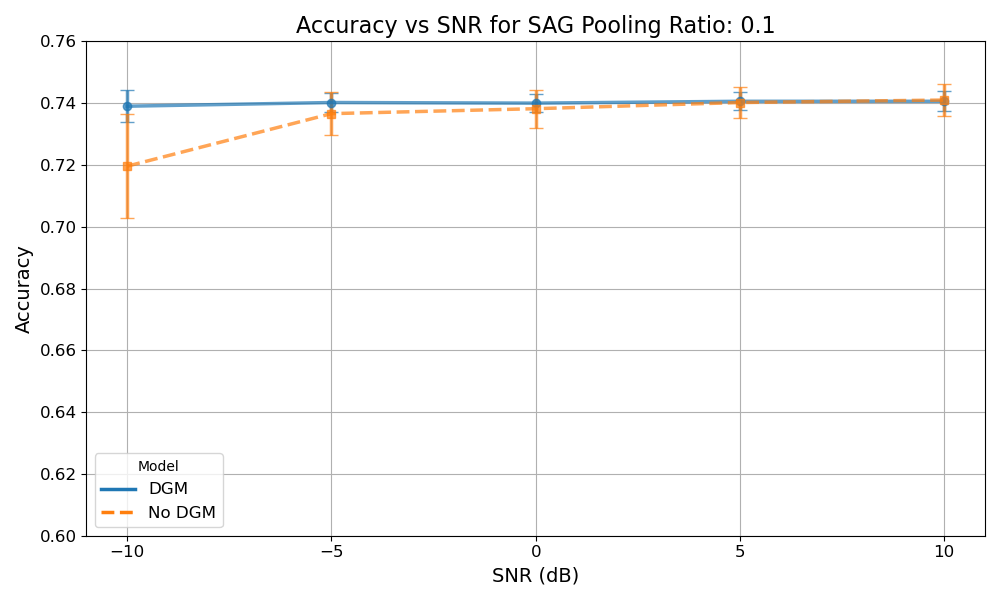 Accuracy vs SNR for SAG Pooling Ratio: 0.1
0.76
0.74
0.72
0.70
0.68
0.66
0.64
0.62
0.60
Accuracy
Model
DGM
No DGM
−10
−5
0
5
10
SNR (dB)